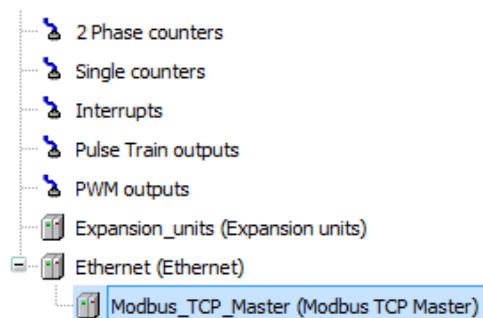 2 Phase counters
Single counters
Interrupts
Pulse Train outputs
PWM outputs
Expansion_units (Expansion units)
Ethernet (Ethernet)
Modbus_TCP_Master (Modbus TCP Master)